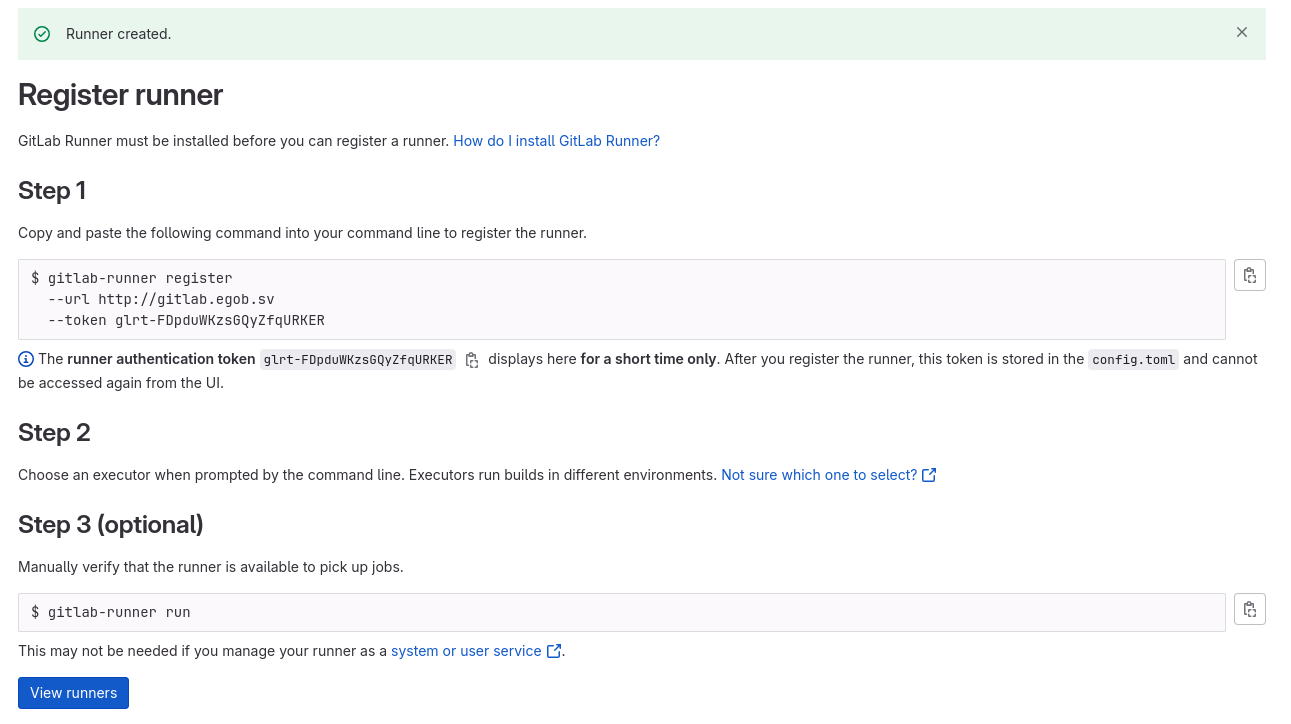 Runner created.
Register runner
GitLab Runner must be installed before you can register a runner. How do I install GitLab Runner?
Step 1
Copy and paste the following command into your command line to register the runner.
$ gitlab-runner register
--url http://gitlab.egob.sv
--token glrt-FDpduWKzsGQyZfqURKER
The runner authentication token glrt-FDpduWKzsGQyZfqURKER displays here for a short time only. After you register the runner, this token is stored in the config.toml and cannot
be accessed again from the UI.
Step 2
Choose an executor when prompted by the command line. Executors run builds in different environments. Not sure which one to select?
Step 3 (optional)
Manually verify that the runner is available to pick up jobs.
$ gitlab-runner run
This may not be needed if you manage your runner as a system or user service.
View runners